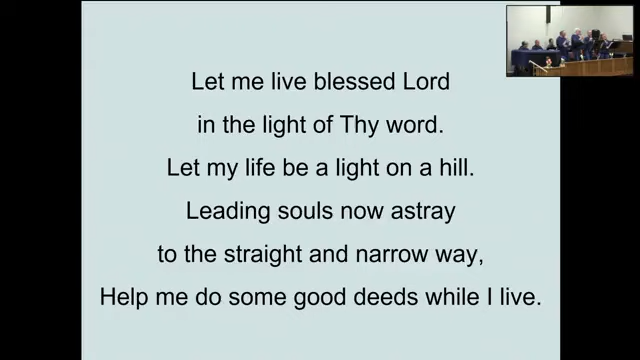 Let me live blessed Lord
in the light of Thy word.
Let my life be a light on a hill.
Leading souls now astray
to the straight and narrow way,
Help me do some good deeds while I live.